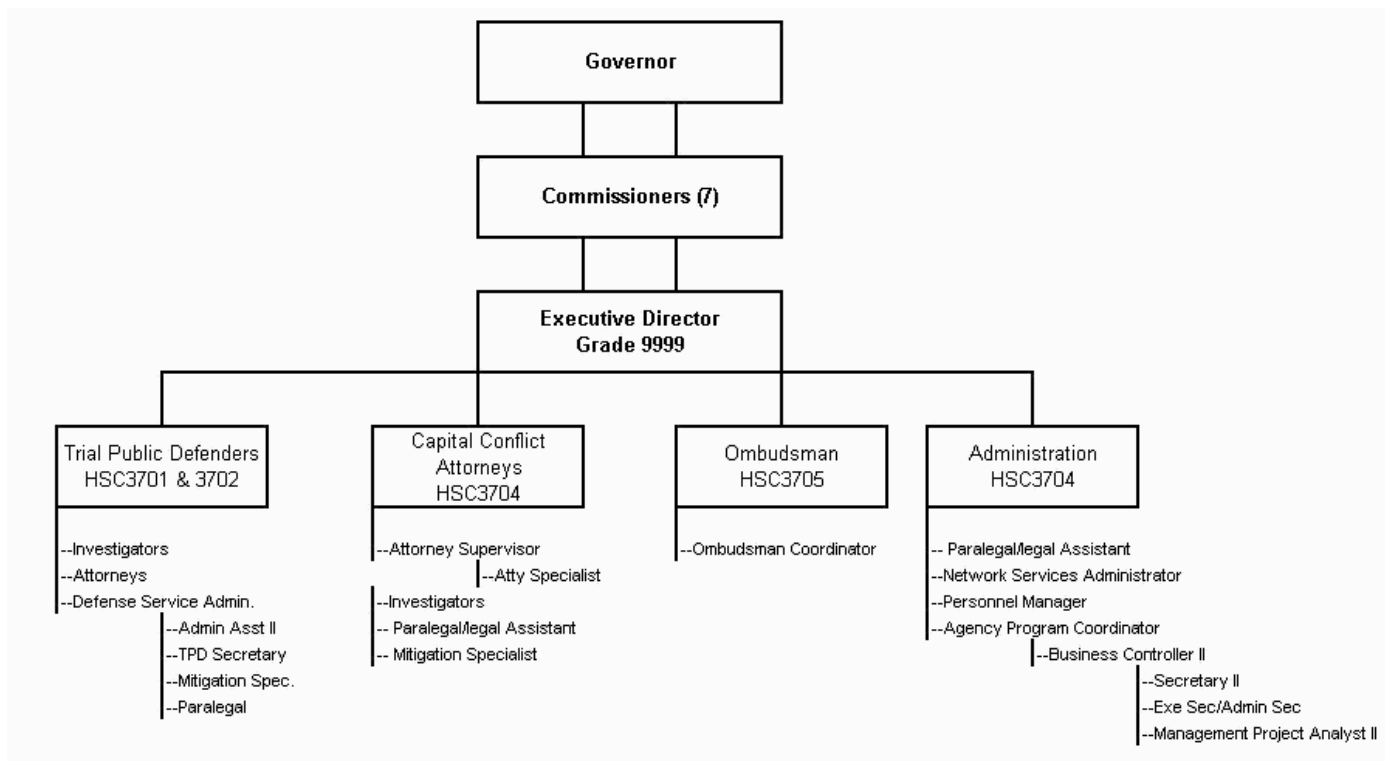 Governor
Commissioners (7)
Executive Director
Grade 9999
Trial Public Defenders
HSC3701 & 3702
--Investigators
--Attorneys
--Defense Service Admin.
--Admin Asst II
--TPD Secretary
--Mitigation Spec.
--Paralegal
Capital Conflict
Attorneys
HSC3704
--Attorney Supervisor
--Atty Specialist
--Investigators
-- Paralegal/legal Assistant
-- Mitigation Specialist
Ombudsman
HSC3705
--Ombudsman Coordinator
Administration
HSC3704
-- Paralegal/legal Assistant
--Network Services Administrator
--Personnel Manager
--Agency Program Coordinator
--Business Controller II
--Secretary II
--Exe Sec/Admin Sec
--Management Project Analyst II